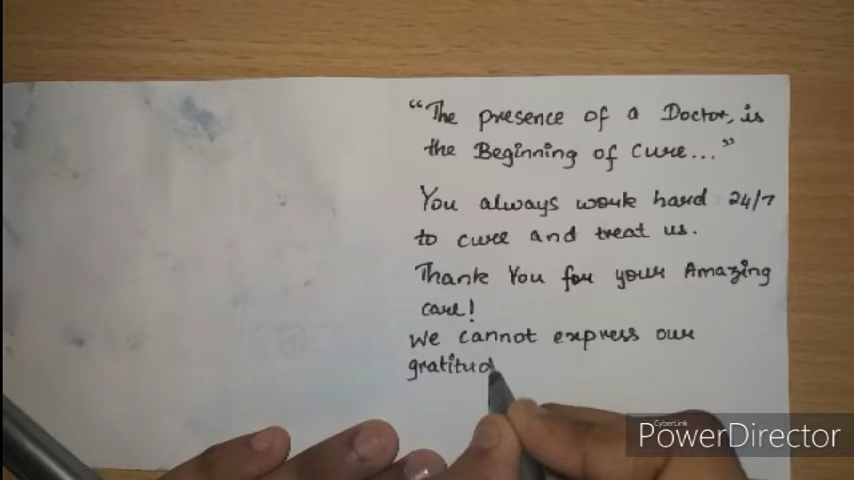 “The presence of a Doctor, is
the Beginning of Cure...”
You always work hard 24/7
to cure and treat us.
Thank You for your Amazing
care!
We cannot express our
gratitud
CyberLink
PowerDirector